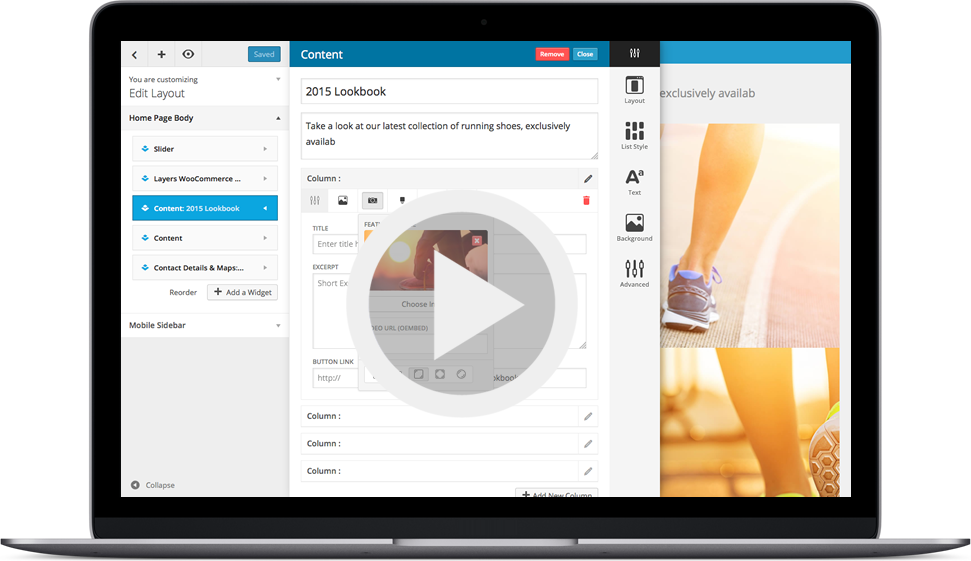 Saved
You are customizing
Edit Layout
Home Page Body
Slider
Layers WooCommerce ...
Content: 2015 Lookbook
Content
Contact Details & Maps:...
Reorder
Add a Widget
Mobile Sidebar
Collapse
Content
Remove
Close
2015 Lookbook
Take a look at our latest collection of running shoes, exclusively
availab
Column :
TITLE
Enter title
EXCERPT
Short Ex
Choose
URL (OEMBED)
BUTTON LINK
http://
Column :
Column :
Column :
Add New Column
Layout
List Style
Aa
Text
Background
Advanced
exclusively availab